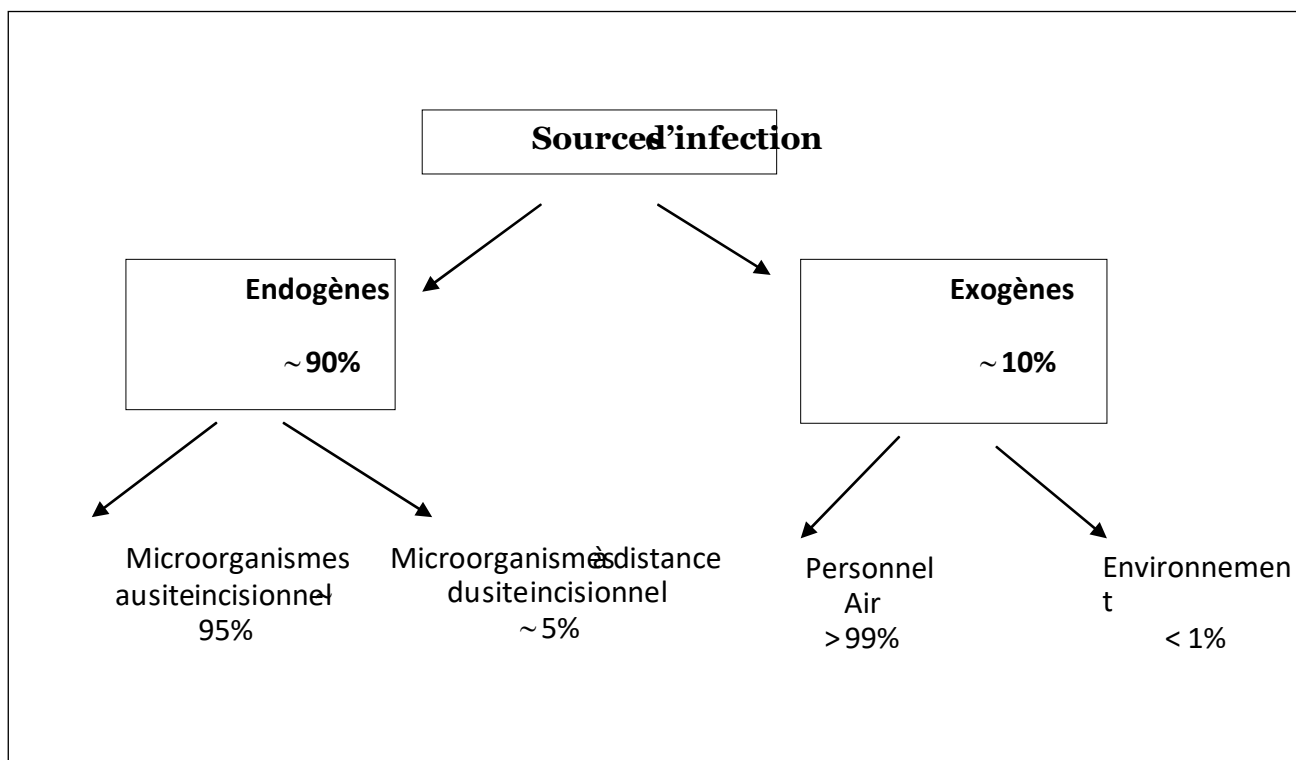 Sources d'infection
Endogènes
~ 90%
Exogènes
~ 10%
Microorganismes
au site incisionnel ~
95%
Microorganismes à distance
du site incisionnel
~ 5%
Personnel
Air
> 99%
Environnemen
t
< 1%